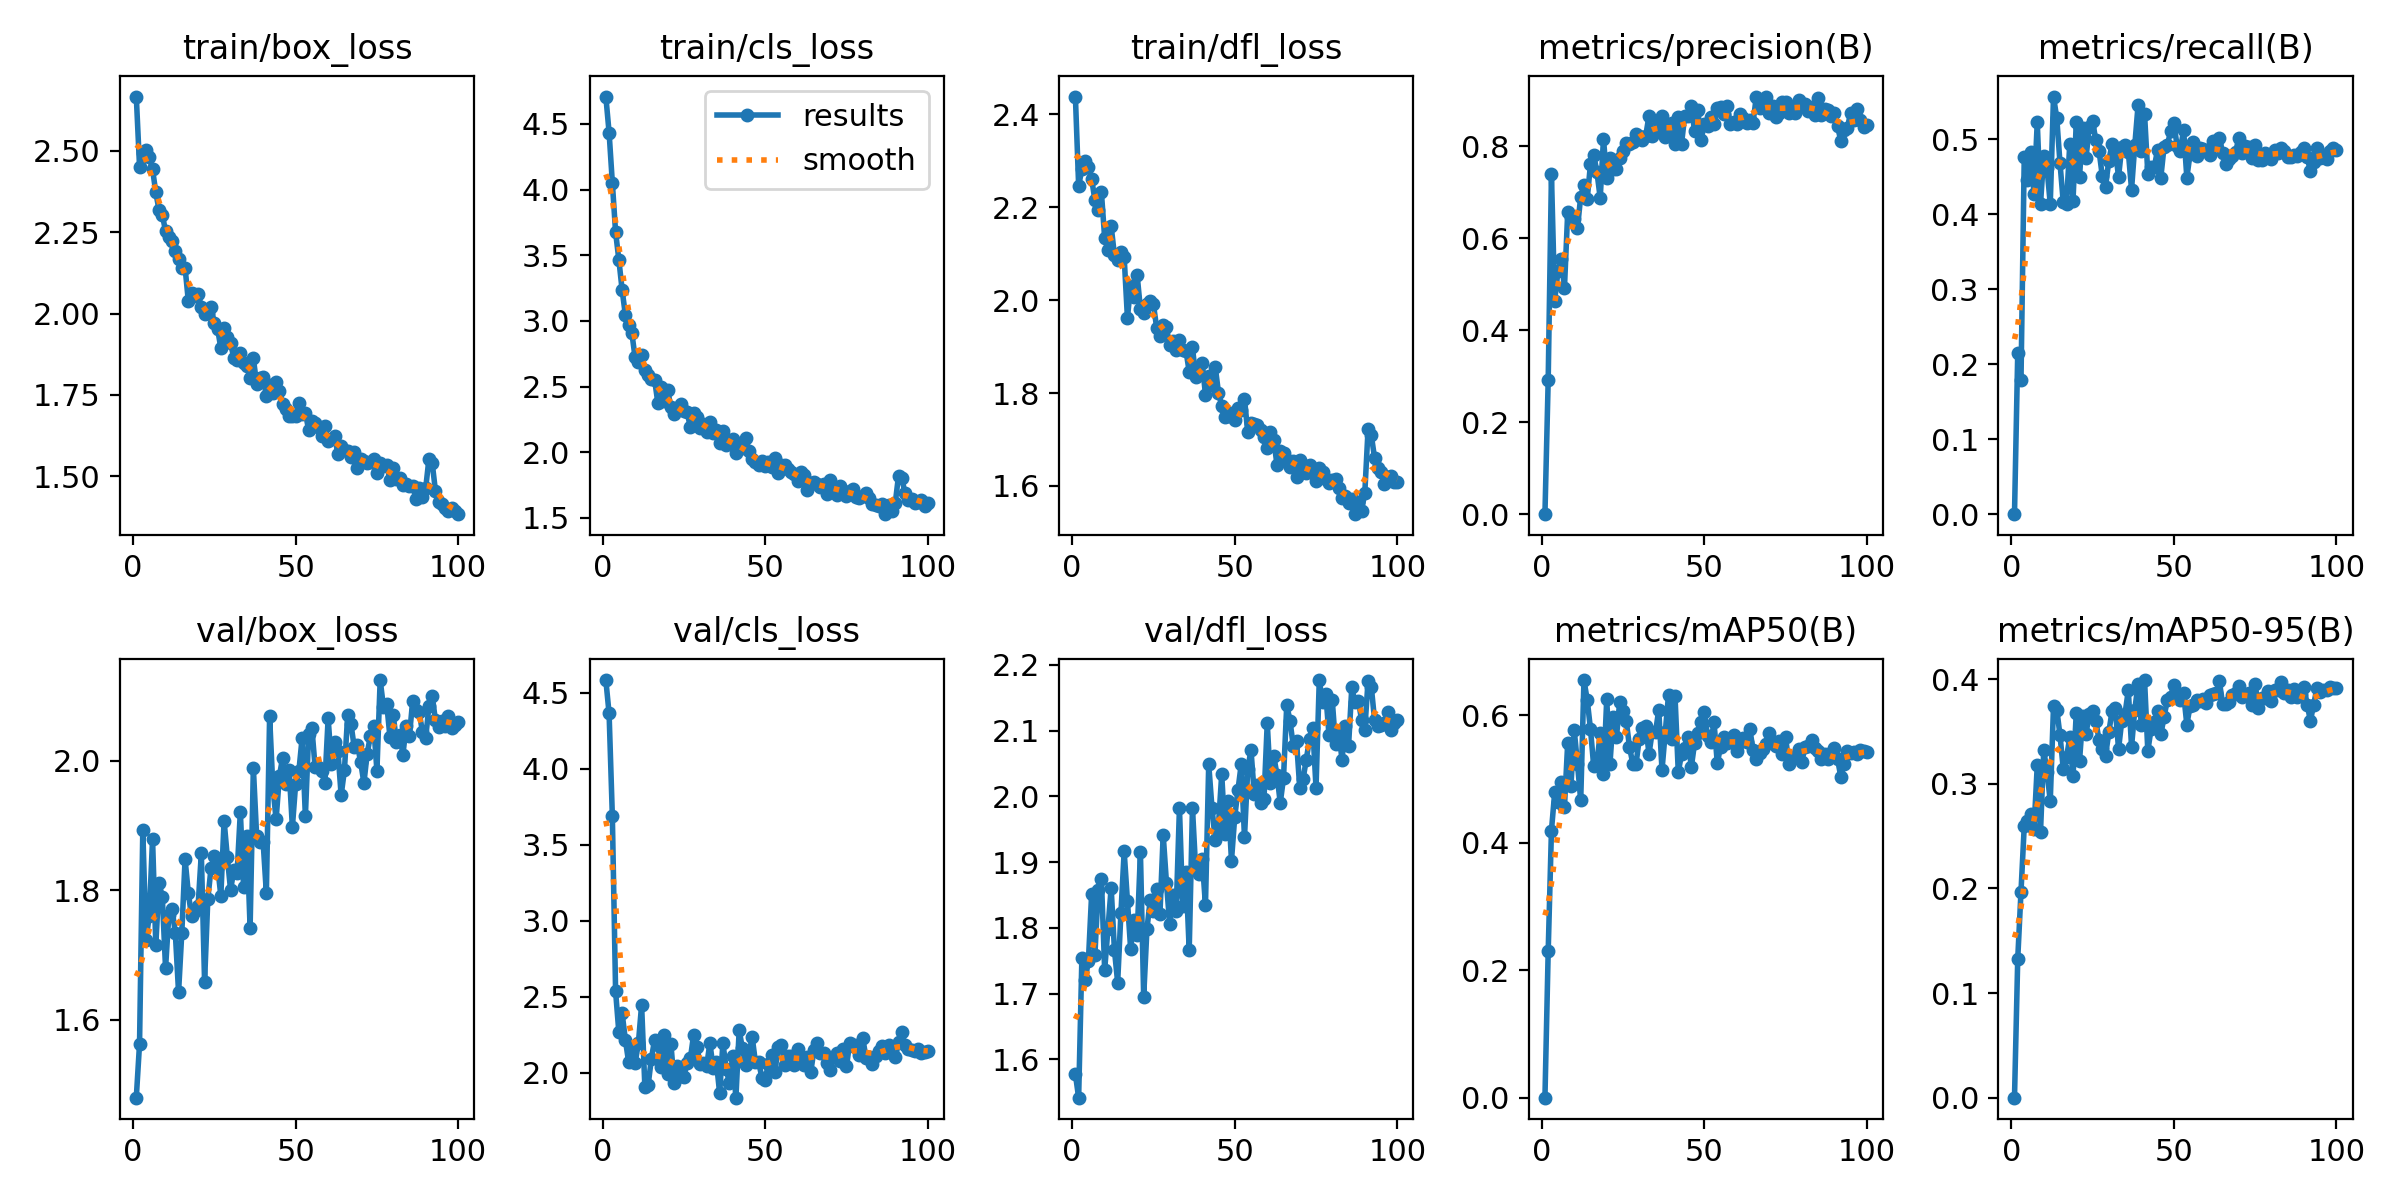 train/box_loss
2.50
2.25
2.00
1.75
1.50
0 50 100
train/cls_loss
results
smooth
4.5
4.0
3.5
3.0
2.5
2.0
1.5
0 50 100
train/dfl_loss
2.4
2.2
2.0
1.8
1.6
0 50 100
metrics/precision(B)
0.8
0.6
0.4
0.2
0.0
0 50 100
metrics/recall(B)
0.5
0.4
0.3
0.2
0.1
0.0
0 50 100
val/box_loss
2.0
1.8
1.6
0 50 100
val/cls_loss
4.5
4.0
3.5
3.0
2.5
2.0
0 50 100
val/dfl_loss
2.2
2.1
2.0
1.9
1.8
1.7
1.6
0 50 100
metrics/mAP50(B)
0.6
0.4
0.2
0.0
0 50 100
metrics/mAP50-95(B)
0.4
0.3
0.2
0.1
0.0
0 50 100